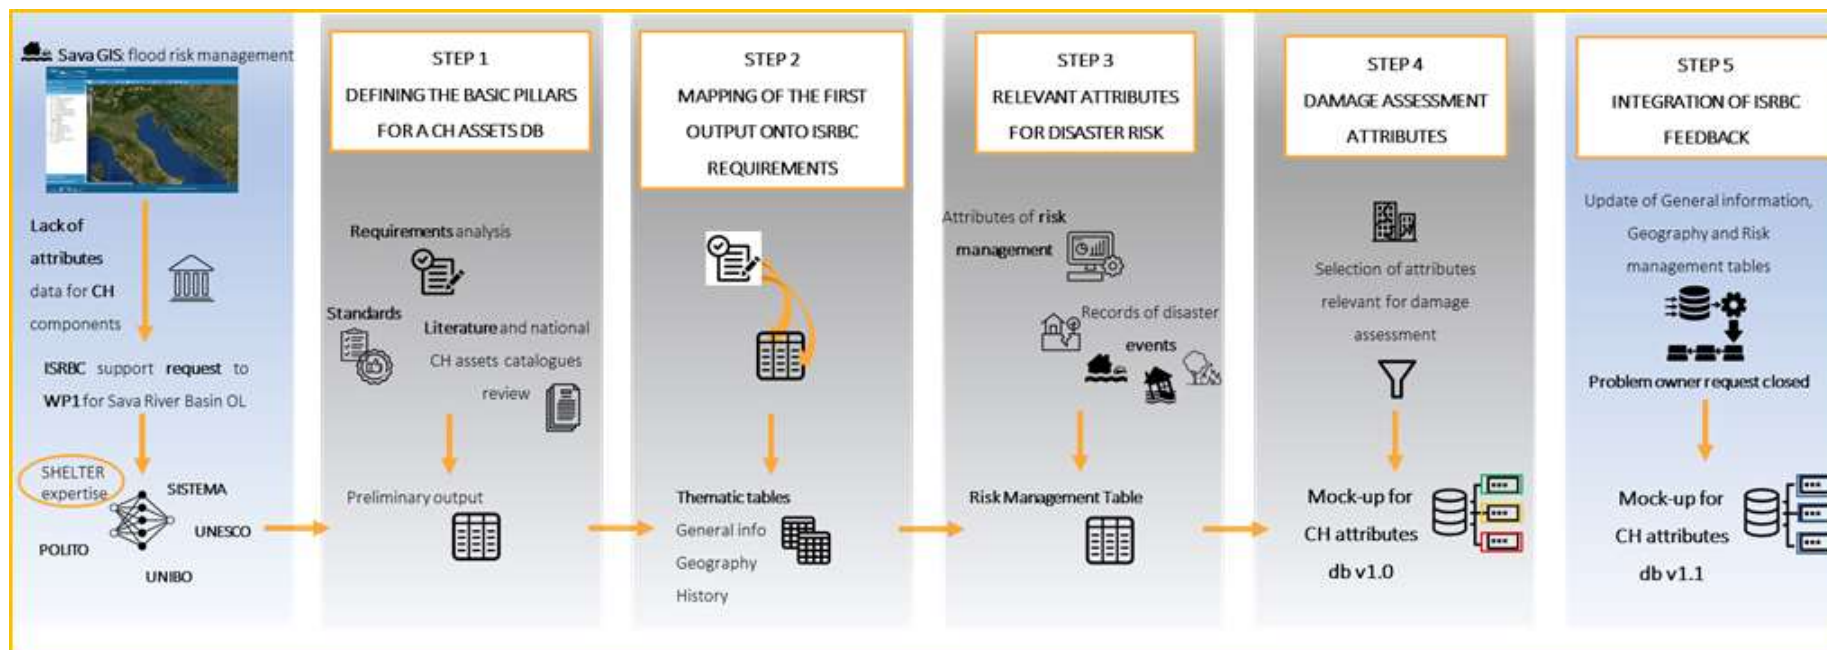 Sava GIS: flood risk management
Lack of
attributes
data for CH
components
ISRBC support request to
WP1 for Sava River Basin OL
SHELTER
expertise
SISTEMA
UNESCO
POLITO
UNIBO
STEP 1
DEFINING THE BASIC PILLARS
FOR A CH ASSETS DB
Requirements analysis
Standards
Literature and national
CH assets catalogues
review
Preliminary output
STEP 2
MAPPING OF THE FIRST
OUTPUT ONTO ISRBC
REQUIREMENTS
Thematic tables
General info
Geography
History
STEP 3
RELEVANT ATTRIBUTES
FOR DISASTER RISK
Attributes of risk
management
Records of disaster
events
Risk Management Table
STEP 4
DAMAGE ASSESSMENT
ATTRIBUTES
Selection of attributes
relevant for damage
assessment
Mock-up for
CH attributes
db v1.0
STEP 5
INTEGRATION OF ISRBC
FEEDBACK
Update of General information,
Geography and Risk
management tables
Problem owner request closed
Mock-up for
CH attributes
db v1.1